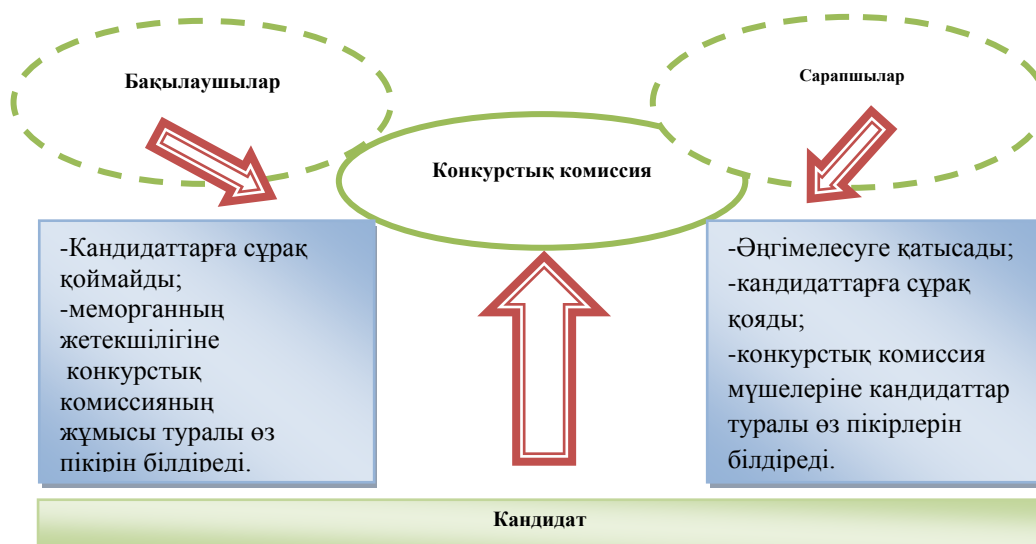 Бақылаушылар
Сарапшылар
Конкурстық комиссия
-Кандидаттарға сұрақ
қоймайды;
-меморганның
жетекшілігіне
конкурстық
комиссияның
жұмысы туралы өз
пікірін білдіреді.
-Әңгімелесуге қатысады;
-кандидаттарға сұрақ
қояды;
-конкурстық комиссия
мүшелеріне кандидаттар
туралы өз пікірлерін
білдіреді.
Кандидат